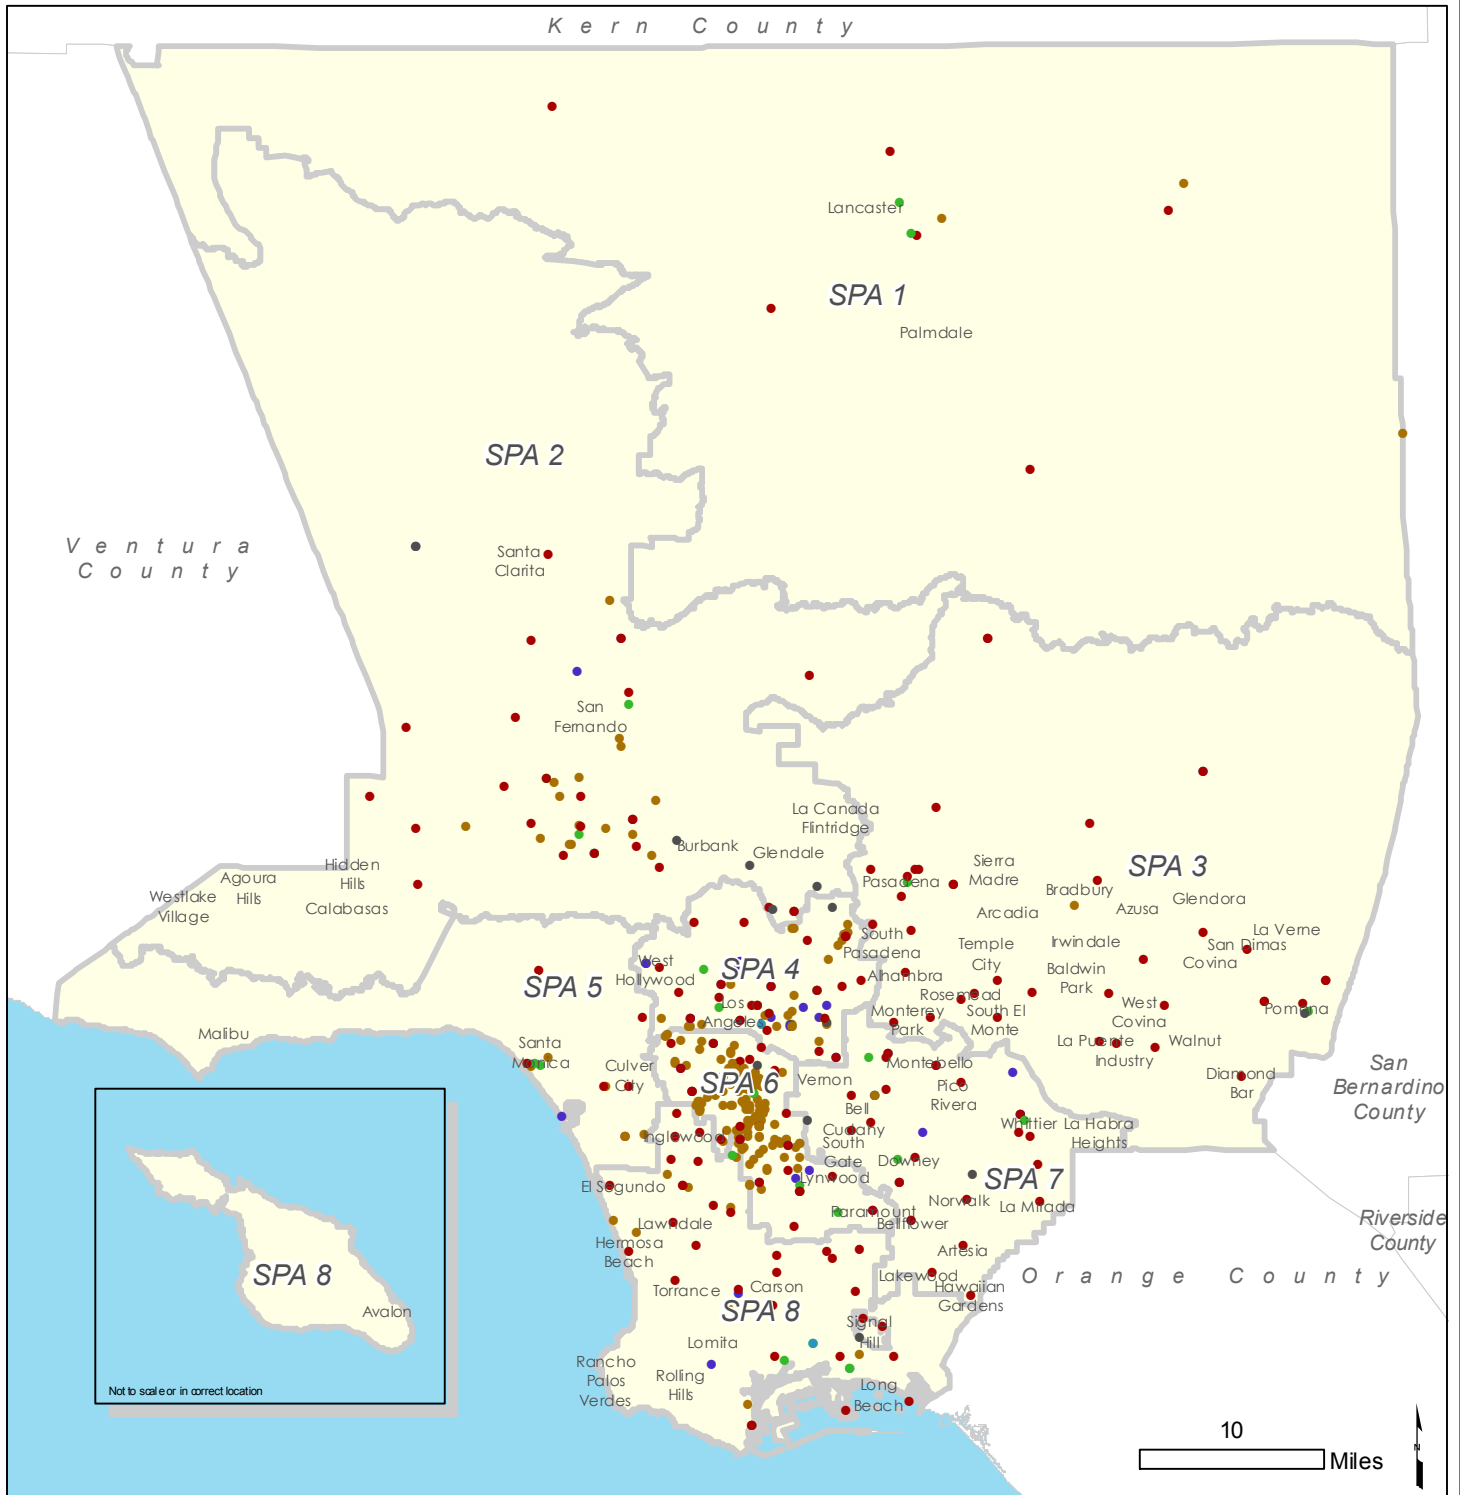 Kern County
Lancaster
SPA 1
Palmdale
SPA 2
Ventura
County
Santa
Clarita
San
Fernando
La Canada
Flintridge
Burbank
Glendale
Hidden
Hills
Agoura
Hills
Westlake
Village
Calabasas
Pasadena
Sierra
Madre
SPA 3
Bradbury
Glendora
Azusa
Arcadia
La Verne
South
Pasadena
Temple
City
Irwindale
San Dimas
Covina
West
Hollywood
SPA 4
SPA 5
Alhambra
Baldwin
Park
Rosemead
Los
Angeles
Monterey
Park
South El
Monte
West
Covina
Pomona
Malibu
Santa
Monica
Culver
City
La Puente
Walnut
Industry
Montebello
SPA 6
Vernon
Pico
Rivera
Diamond
Bar
San
Bernardino
County
Bell
Cudahy
Whittier
La Habra
Heights
Inglewood
South
Gate
Downey
El Segundo
Lynwood
SPA 7
Norwalk
La Mirada
Lawndale
Paramount
Bellflower
Riverside
County
Hermosa
Beach
Artesia
SPA 8
Torrance
Carson
Lakewood
Hawaiian
Gardens
Orange County
Avalon
SPA 8
Signal
Hill
Lomita
Rancho
Palos
Verdes
Rolling
Hills
Long
Beach
Not to scale or in correct location
10
Miles
N